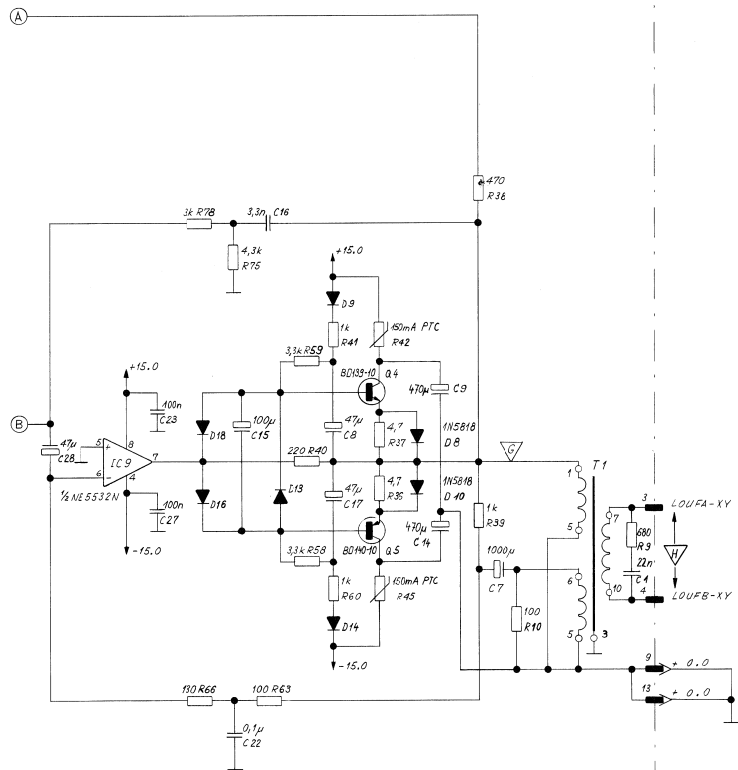 A
470
R38
3k R78
3,3n C16
4,3k
R75
+15.0
D9
1k
R41
150mA PTC
R42
3,3k R59
BD139-10 Q4
470µ C9
+15.0
100n
C23
B
47µ
C28
5 +
8
IC9
7
6 −
4
½ NE5532N
100n
C27
-15.0
D18
D16
100µ
C15
220 R40
D13
47µ
C8
47µ
C17
4,7
R37
4,7
R35
1N5818
D8
1N5818
D10
G
T1
1
5
3
LOUFA-XY
7
680
R9
H
22n
C1
10
4
LOUFB-XY
1k
R39
470µ
C14
BD140-10 Q5
3,3k R58
1k
R60
150mA PTC
R45
D14
-15.0
1000µ
C7
6
100
R10
5
3
9
+ 0.0
13
+ 0.0
130 R66
100 R63
0,1µ
C22